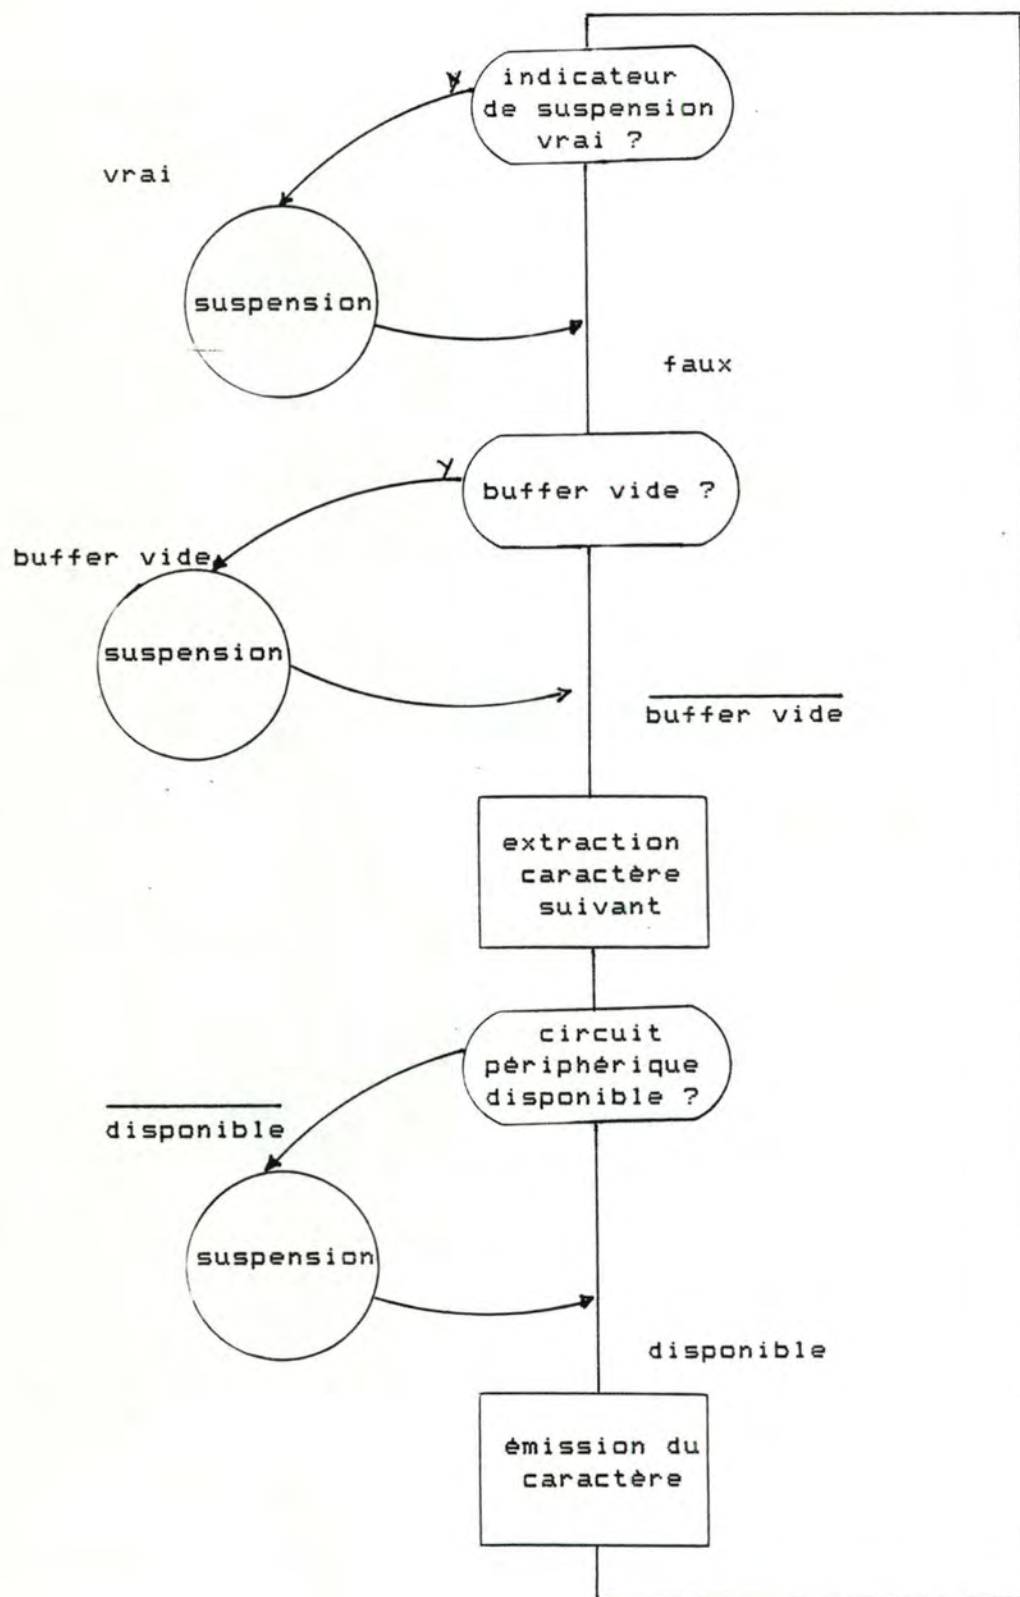 indicateur
de suspension
vrai ?
vrai
suspension
faux
buffer vide ?
buffer vide
suspension
buffer vide
extraction
caractère
suivant
circuit
périphérique
disponible ?
disponible
suspension
disponible
émission du
caractère